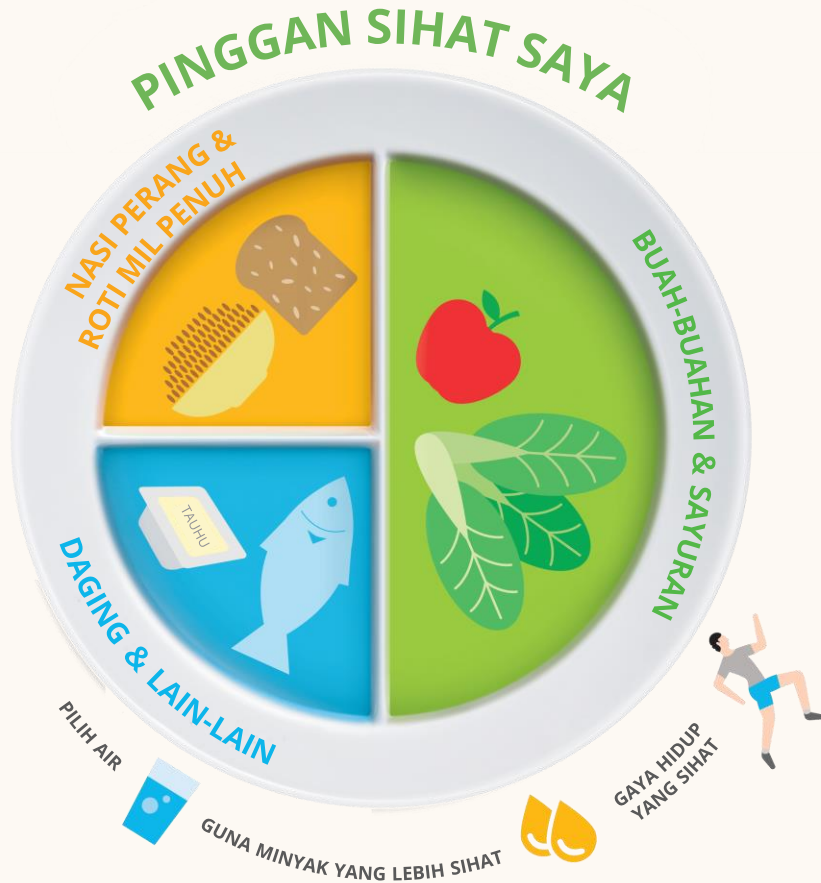 PINGGAN SIHAT SAYA
NASI PERANG &
ROTI MIL PENUH
BUAH-BUAHAN & SAYURAN
TAUHU
DAGING & LAIN-LAIN
PILIH AIR
GUNA MINYAK YANG LEBIH SIHAT
GAYA HIDUP
YANG SIHAT